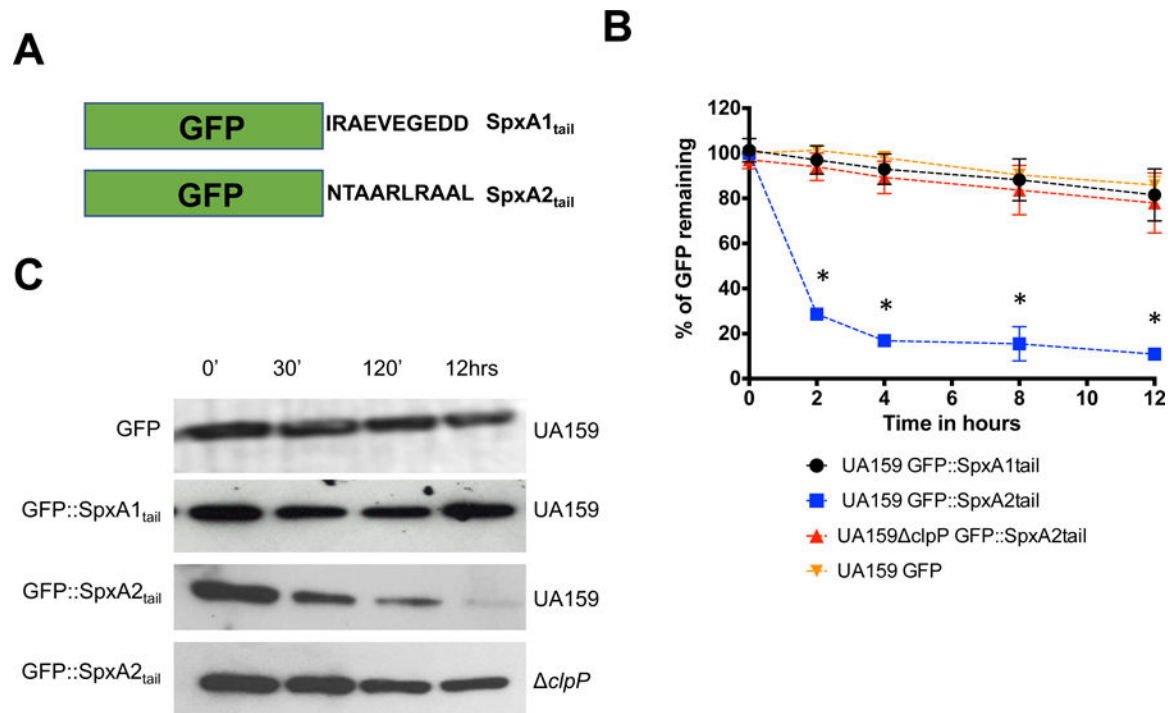 A
GFP IRAEVEGEDD SpxA1tail
GFP NTAARLRAAL SpxA2tail
B
% of GFP remaining
120
100
80
60
40
20
0
* * * *
0 2 4 6 8 10 12
Time in hours
UA159 GFP::SpxA1tail
UA159 GFP::SpxA2tail
UA159ΔclpP GFP::SpxA2tail
UA159 GFP
C
0' 30' 120' 12hrs
GFP UA159
GFP::SpxA1tail UA159
GFP::SpxA2tail UA159
GFP::SpxA2tail ΔclpP